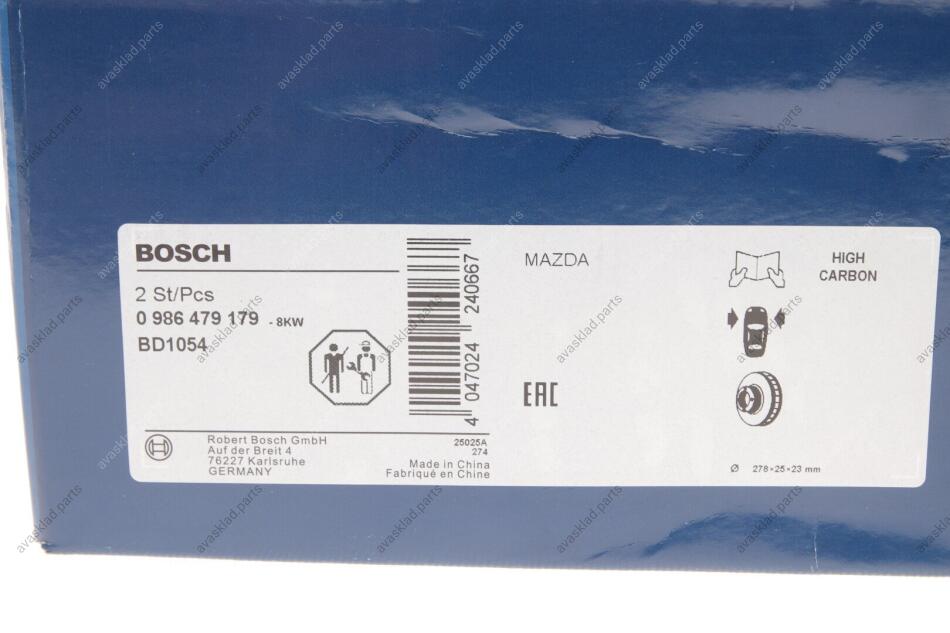 BOSCH
2 St/Pcs
0 986 479 179 - 8KW
BD1054
4 047024 240667
Robert Bosch GmbH
Auf der Breit 4
76227 Karlsruhe
GERMANY
25025A
274
Made in China
Fabriqué en Chine
MAZDA
EAC
HIGH
CARBON
Ø 278×25×23 mm
avasklad.parts